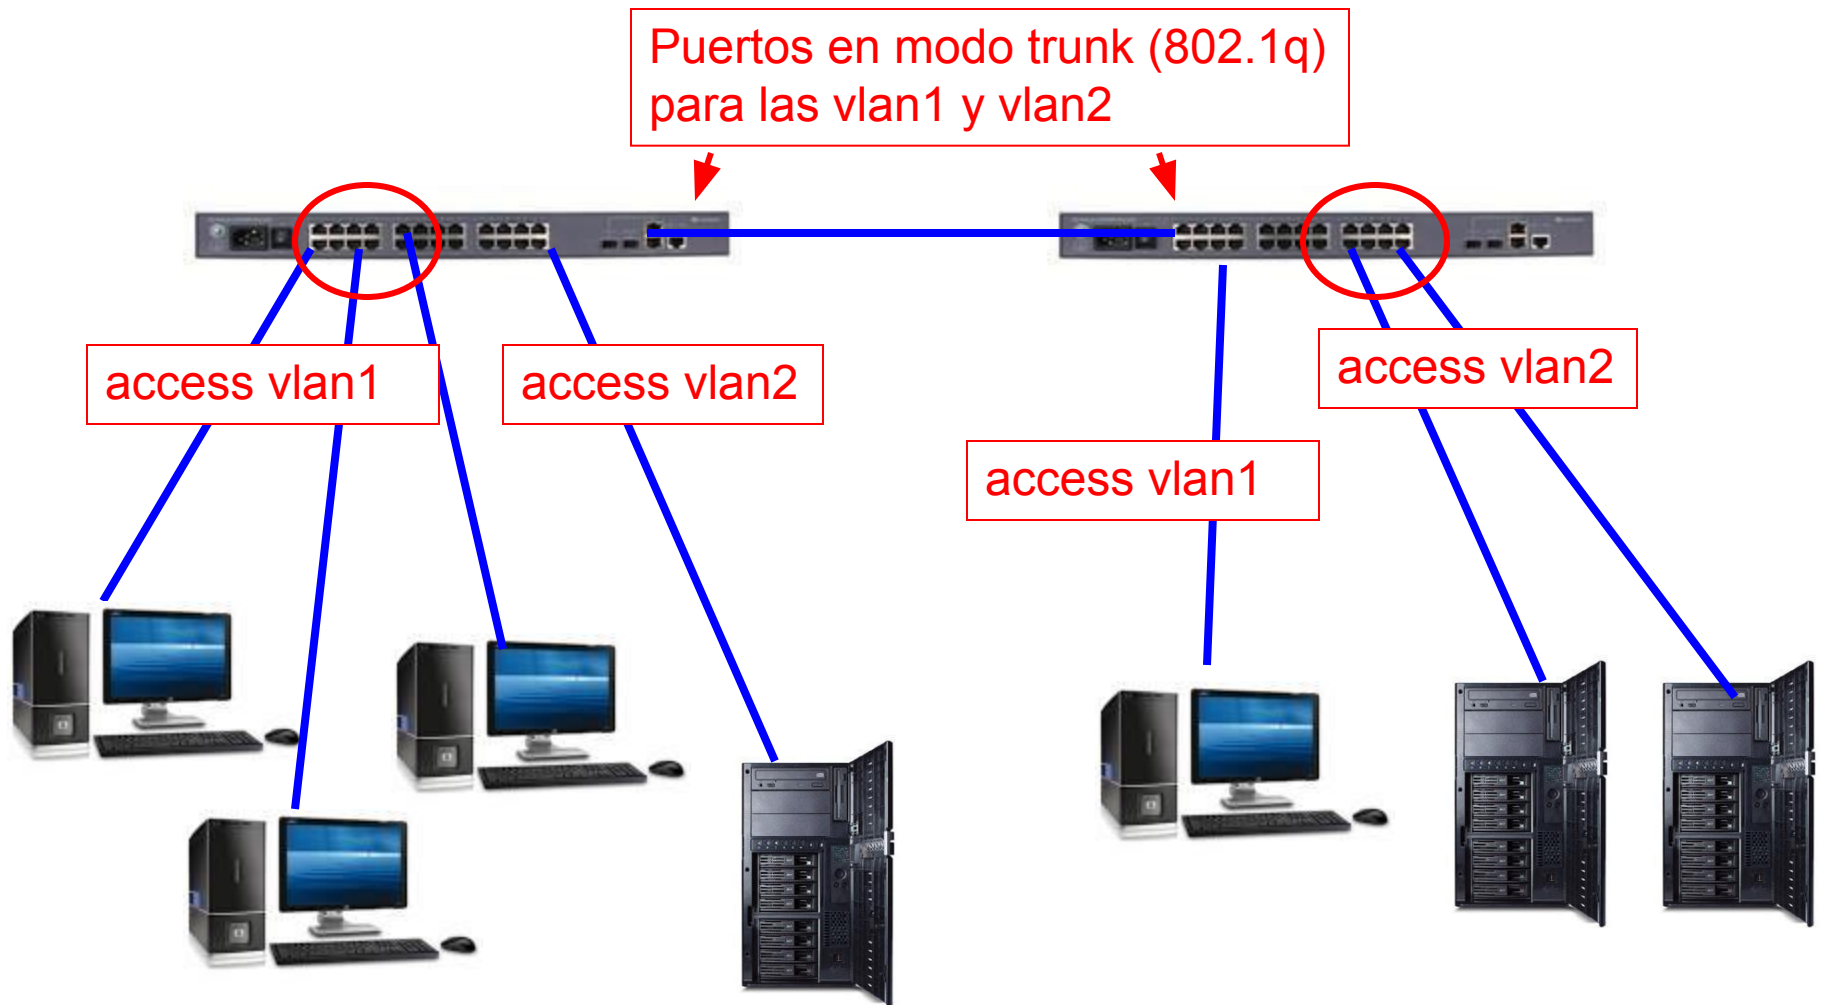 Puertos en modo trunk (802.1q)
para las vlan1 y vlan2
access vlan1
access vlan2
access vlan2
access vlan1